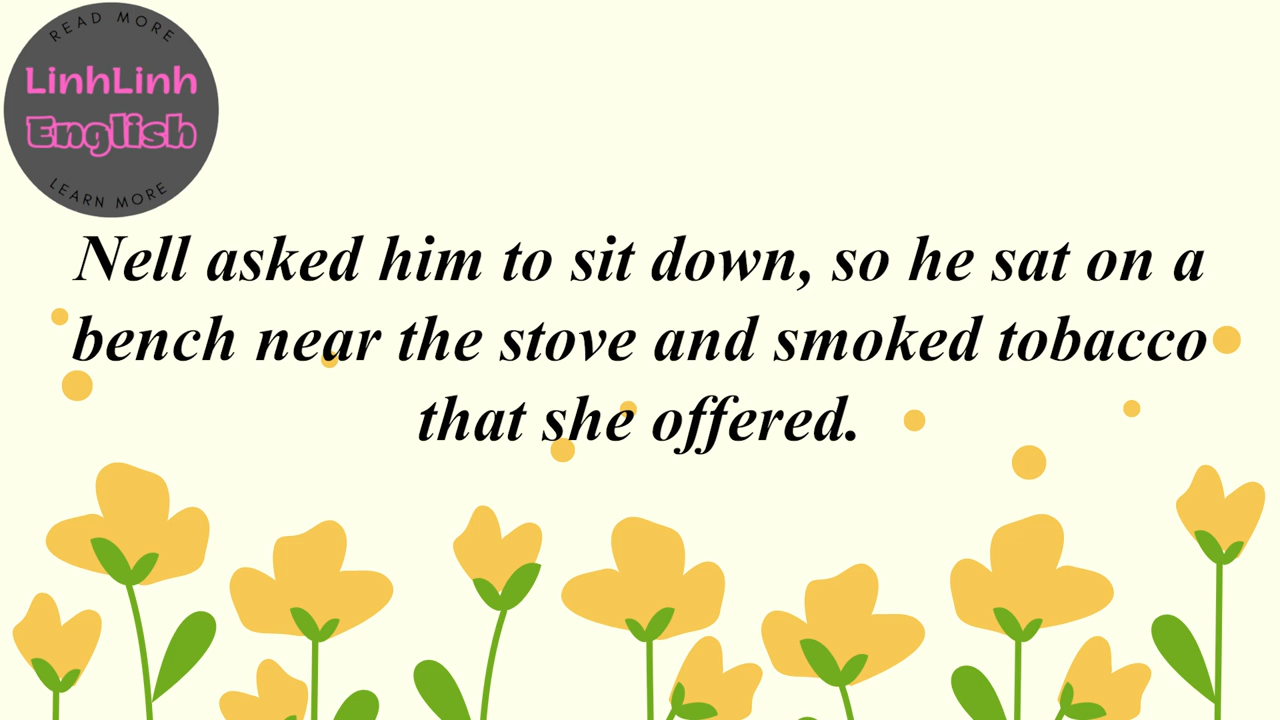 READ MORE
LinhLinh
English
LEARN MORE
Nell asked him to sit down, so he sat on a
bench near the stove and smoked tobacco
that she offered.